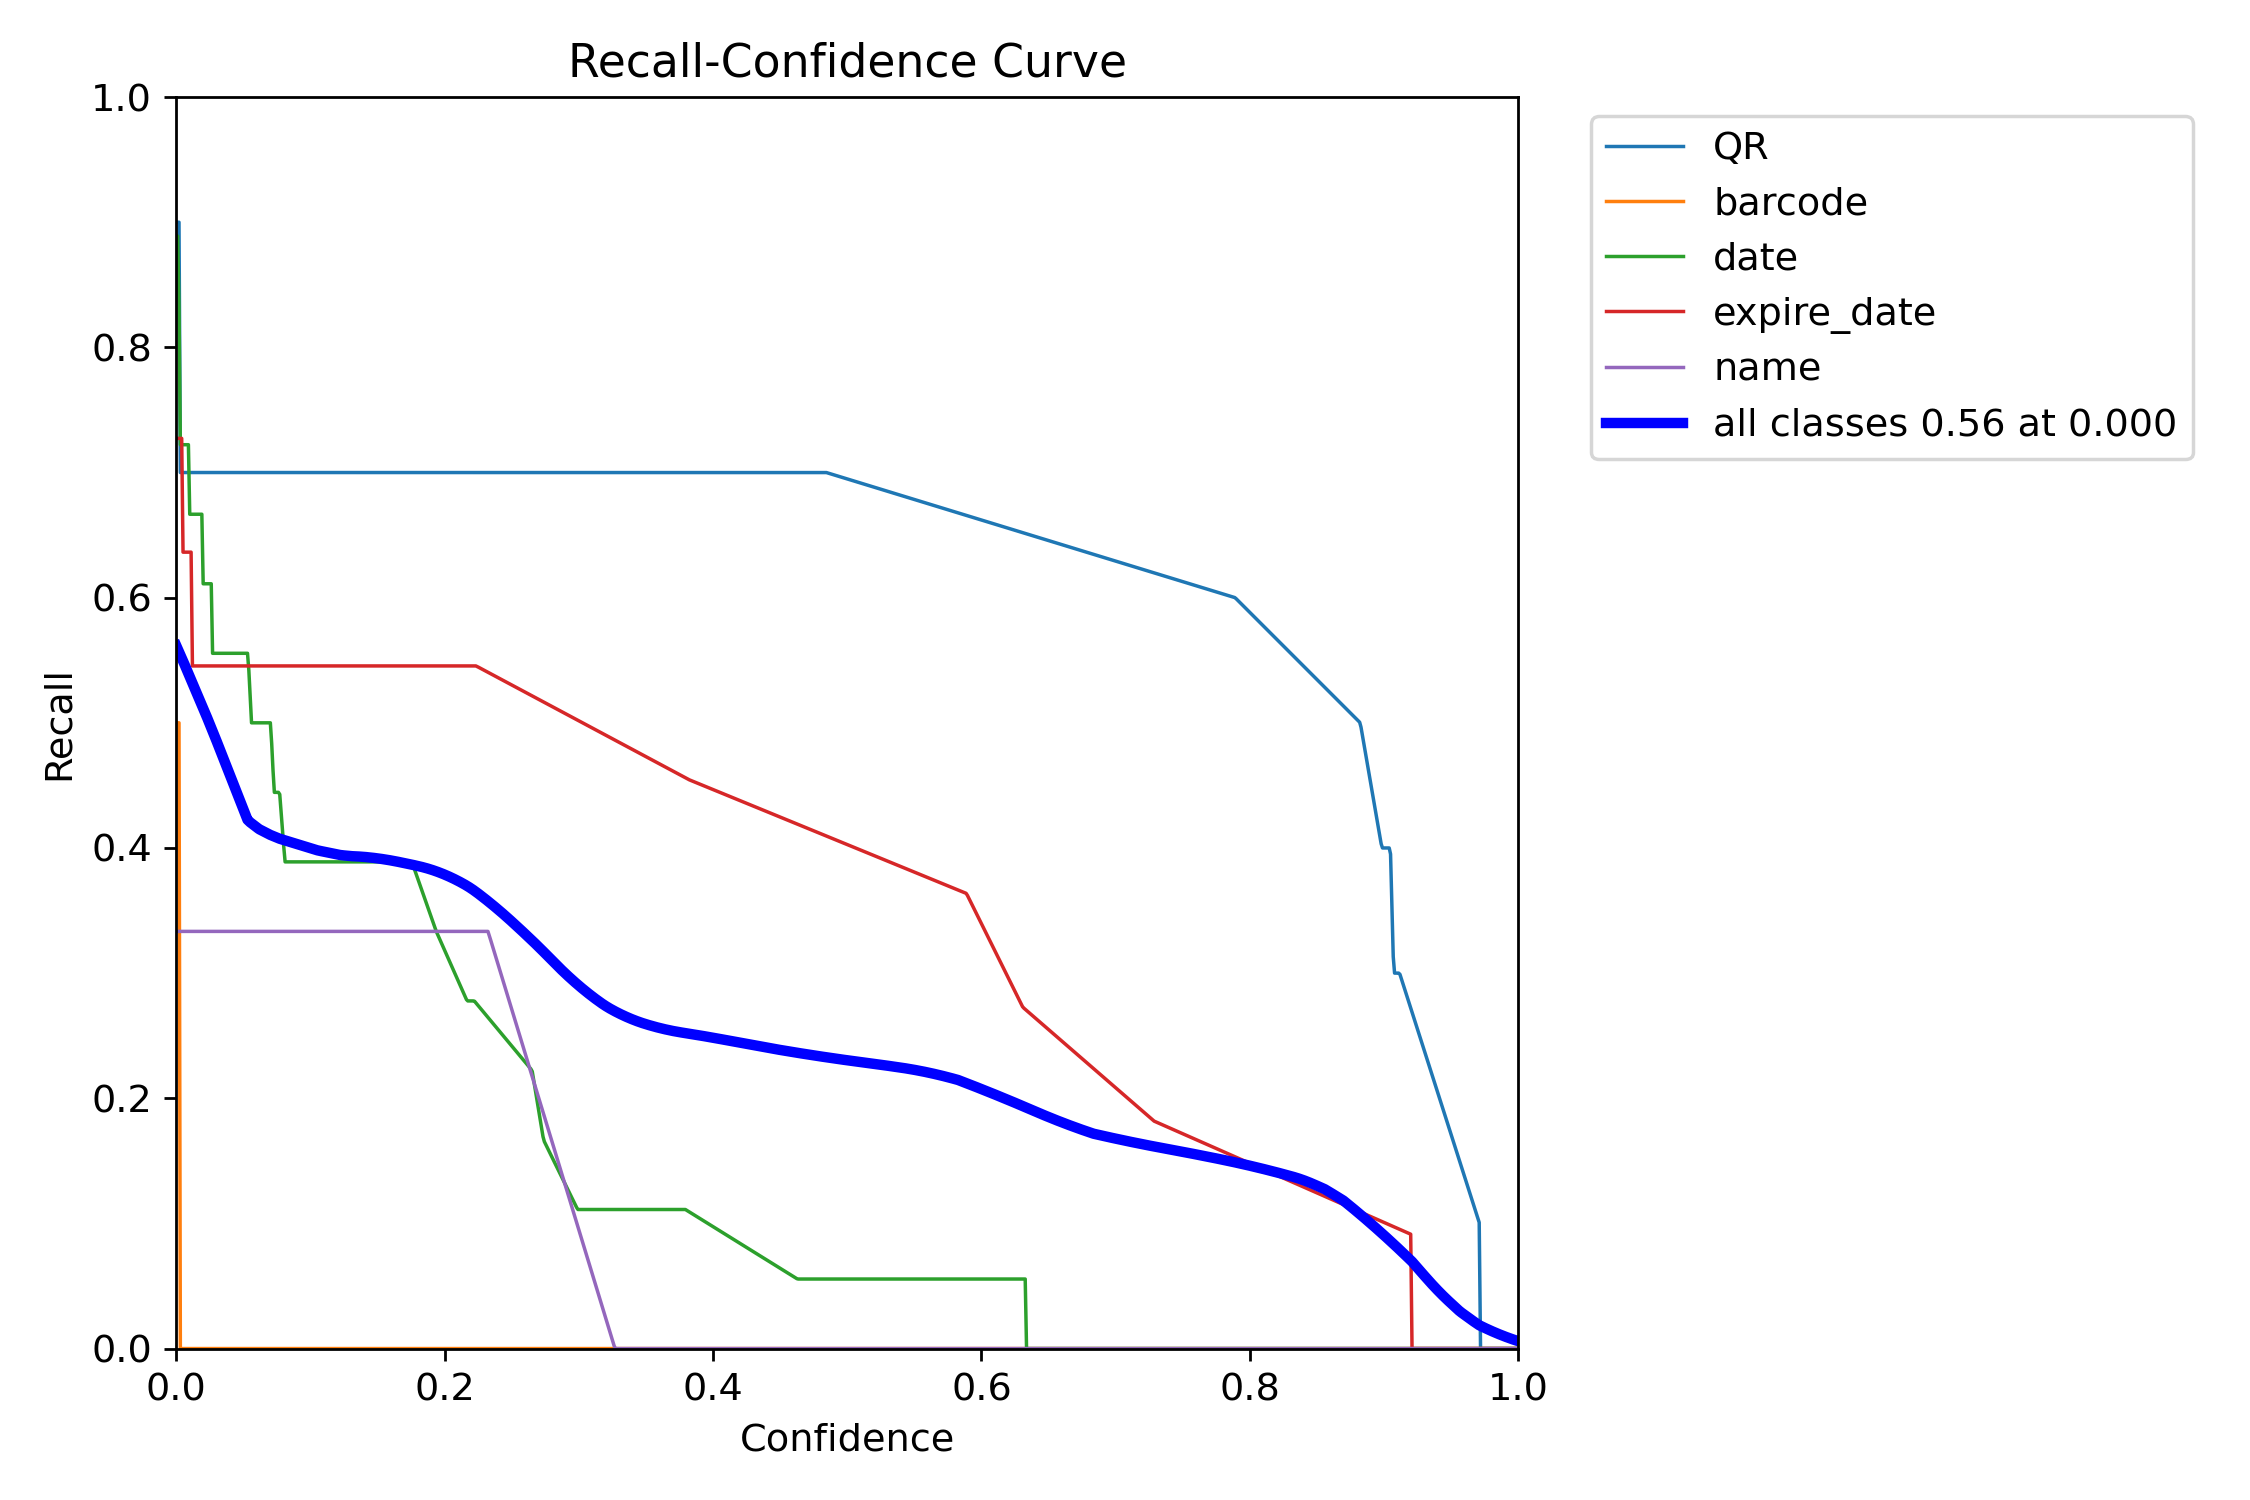 Recall-Confidence Curve
1.0
0.8
0.6
0.4
0.2
0.0
Recall
0.0 0.2 0.4 0.6 0.8 1.0
Confidence
QR
barcode
date
expire_date
name
all classes 0.56 at 0.000